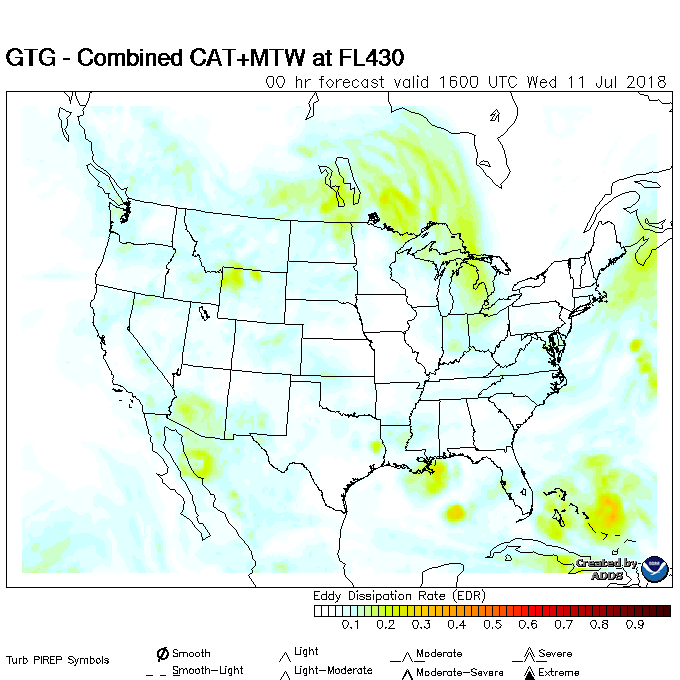 GTG - Combined CAT+MTW at FL430
00 hr forecast valid 1600 UTC Wed 11 Jul 2018
Created by
ADDS
Eddy Dissipation Rate (EDR)
0.1 0.2 0.3 0.4 0.5 0.6 0.7 0.8 0.9
Turb PIREP Symbols
Smooth Light Moderate Severe
Smooth-Light Light-Moderate Moderate-Severe Extreme